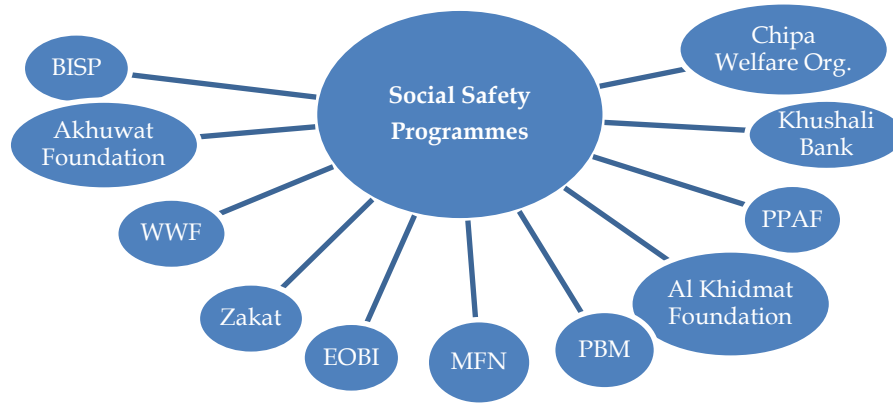 Social Safety
Programmes
BISP
Akhuwat
Foundation
WWF
Zakat
EOBI
MFN
PBM
Al Khidmat
Foundation
PPAF
Khushali
Bank
Chipa
Welfare Org.